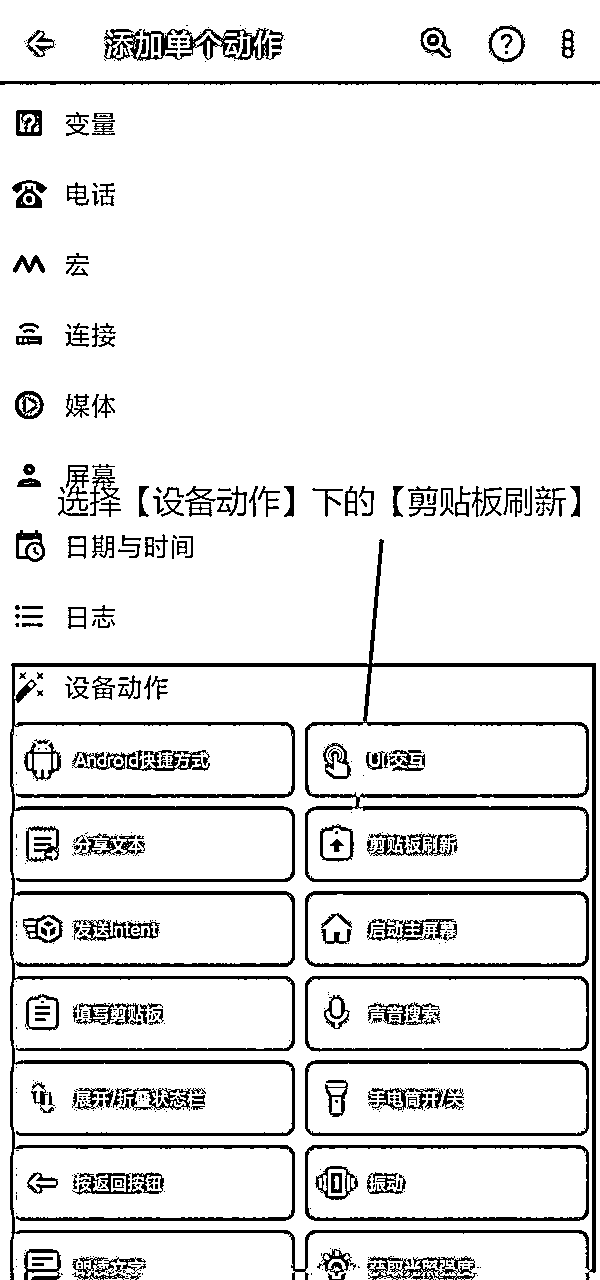 添加单个动作
变量
电话
宏
连接
媒体
屏幕
选择【设备动作】下的【剪贴板刷新】
日期与时间
日志
设备动作
Android快捷方式
UI交互
分享文本
剪贴板刷新
发送Intent
启动主屏幕
填写剪贴板
声音搜索
展开/折叠状态栏
手电筒开/关
按返回按钮
振动